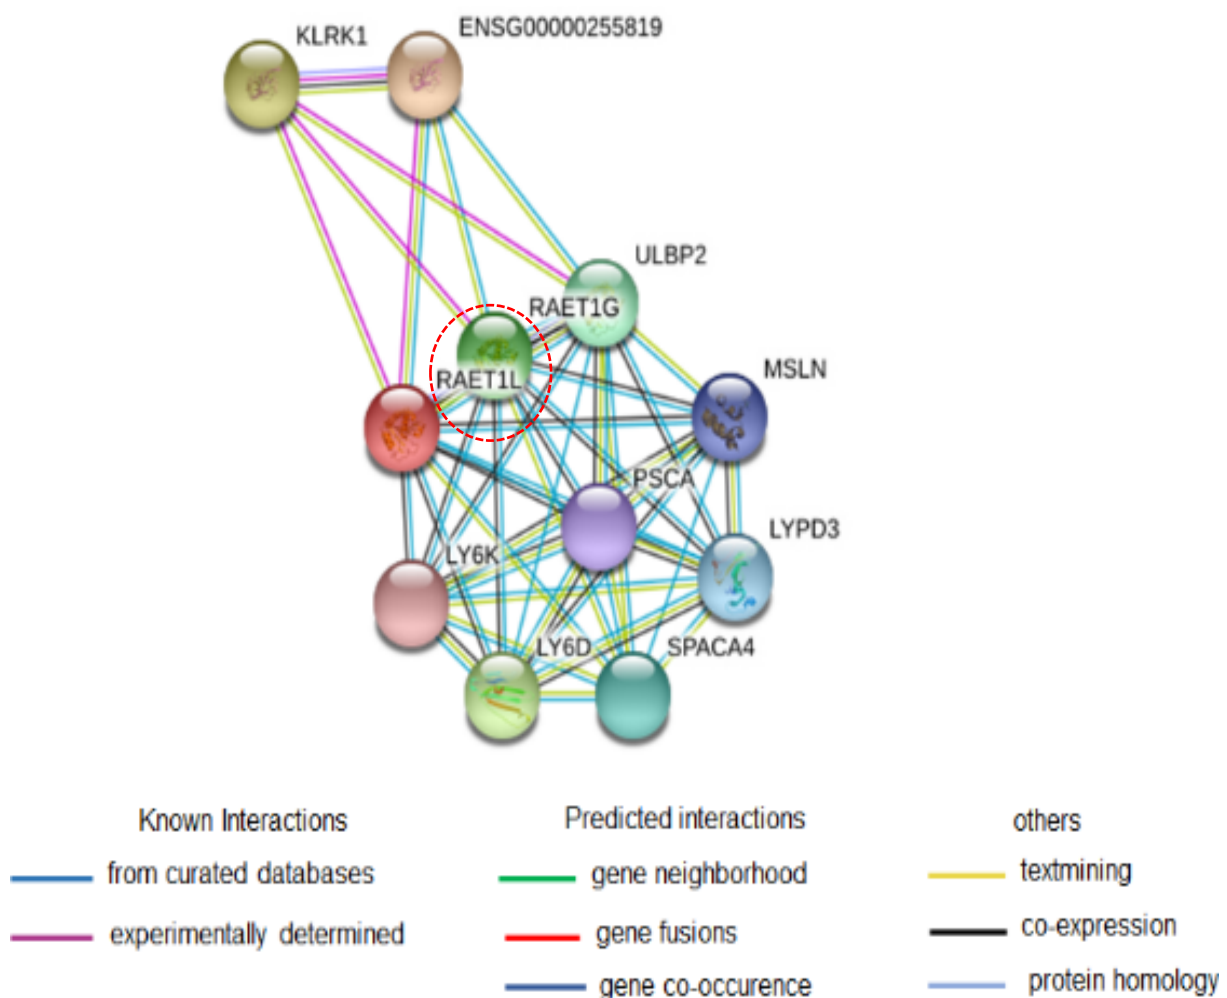 KLRK1
ENSG00000255819
ULBP2
RAET1G
MSLN
RAET1L
PSCA
LYPD3
LY6K
LY6D
SPACA4
Known Interactions
from curated databases
experimentally determined
Predicted interactions
gene neighborhood
gene fusions
gene co-occurence
others
textmining
co-expression
protein homology